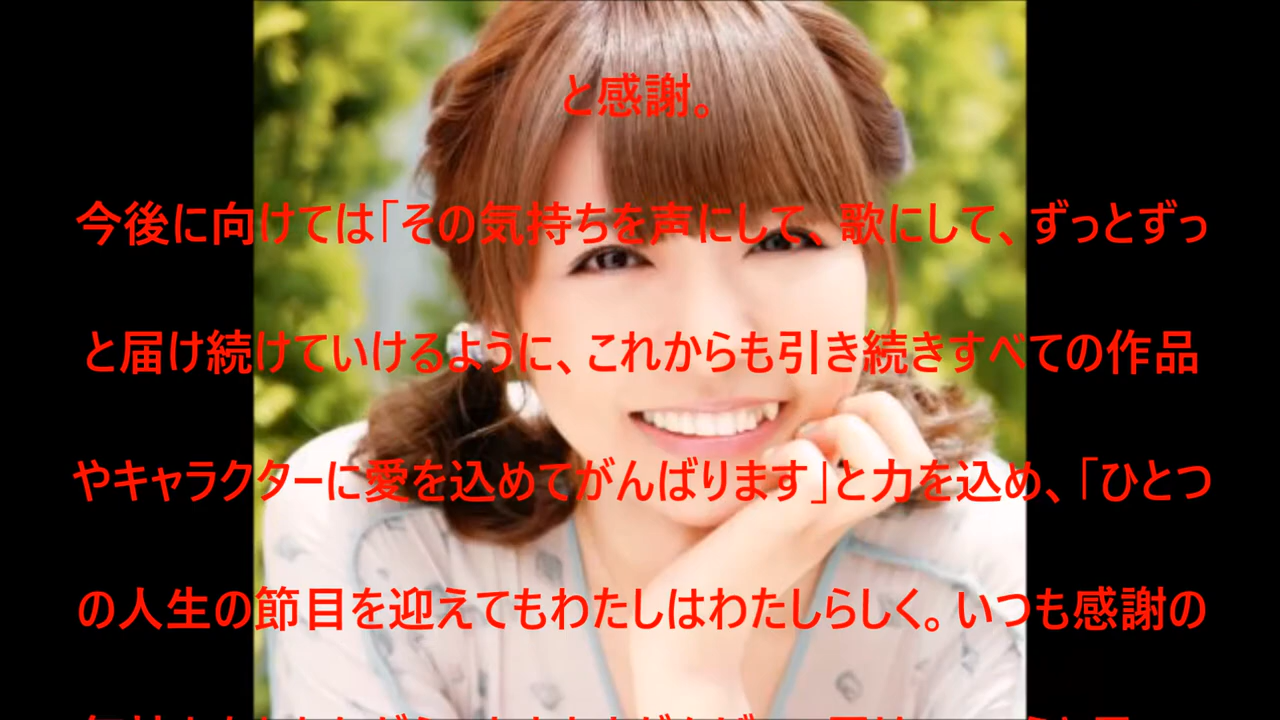 と感謝。
今後に向けては「その気持ちを声にして、歌にして、ずっとずっ
と届け続けていけるように、これからも引き続きすべての作品
やキャラクターに愛を込めてがんばります」と力を込め、「ひとつ
の人生の節目を迎えてもわたしはわたしらしく。いつも感謝の